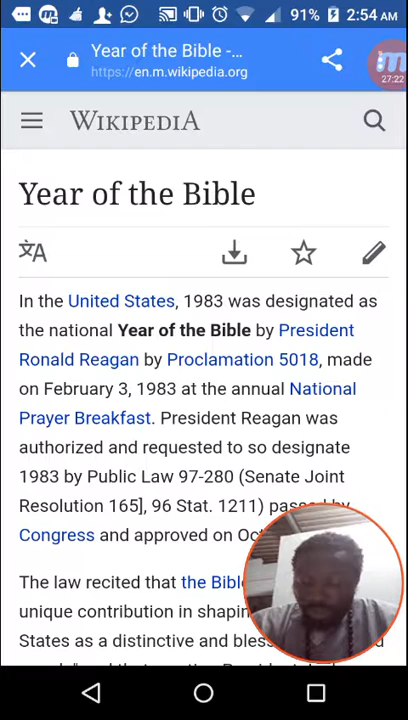 91% 2:54 AM
Year of the Bible -...
https://en.m.wikipedia.org
27:22
WIKIPEDIA
Year of the Bible
In the United States, 1983 was designated as
the national Year of the Bible by President
Ronald Reagan by Proclamation 5018, made
on February 3, 1983 at the annual National
Prayer Breakfast. President Reagan was
authorized and requested to so designate
1983 by Public Law 97-280 (Senate Joint
Resolution 165], 96 Stat. 1211) passed by
Congress and approved on
The law recited that the Bible
unique contribution in
States as a distinctive and